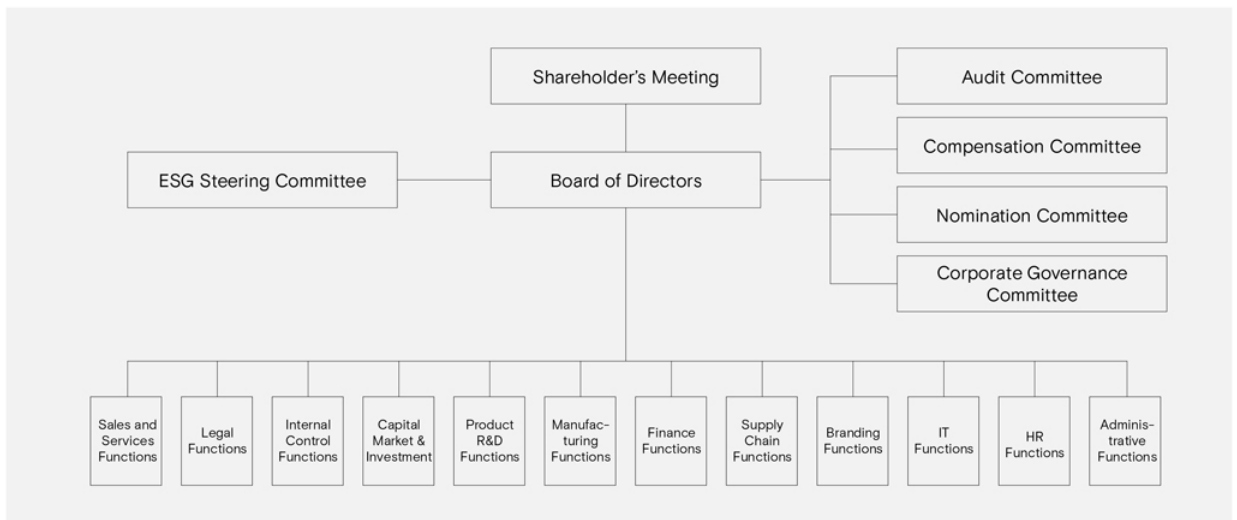 Shareholder's Meeting
Audit Committee
Compensation Committee
ESG Steering Committee
Board of Directors
Nomination Committee
Corporate Governance
Committee
Sales and
Services
Functions
Legal
Functions
Internal
Control
Functions
Capital
Market &
Investment
Product
R&D
Functions
Manufac-
turing
Functions
Finance
Functions
Supply
Chain
Functions
Branding
Functions
IT
Functions
HR
Functions
Adminis-
trative
Functions